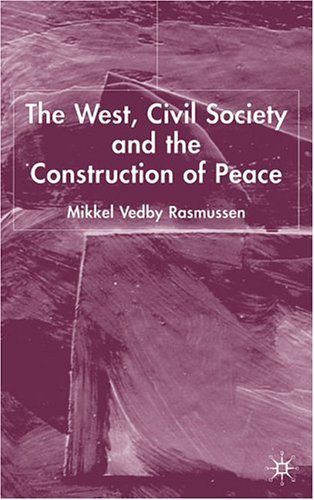 The West, Civil Society
and the
Construction of Peace
Mikkel Vedby Rasmussen